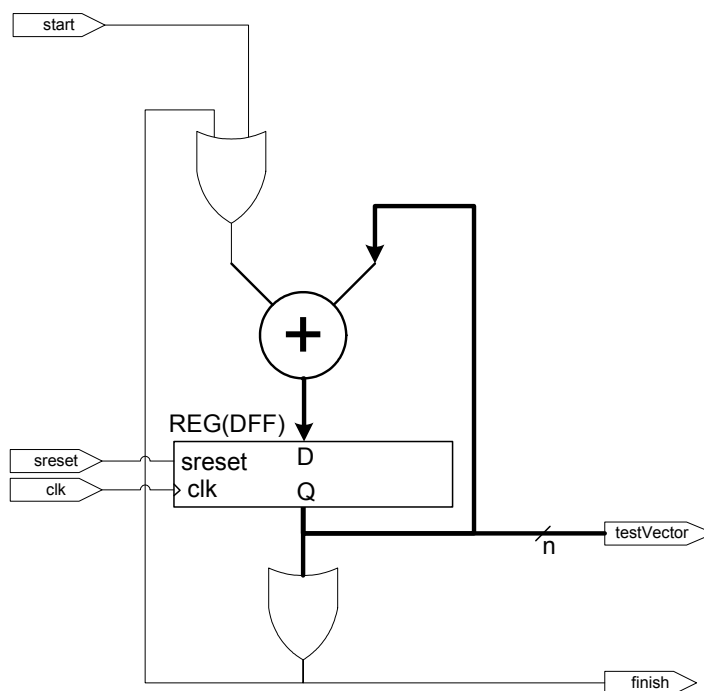 start
+
REG(DFF)
sreset
sreset
D
clk
clk
Q
n
testVector
finish